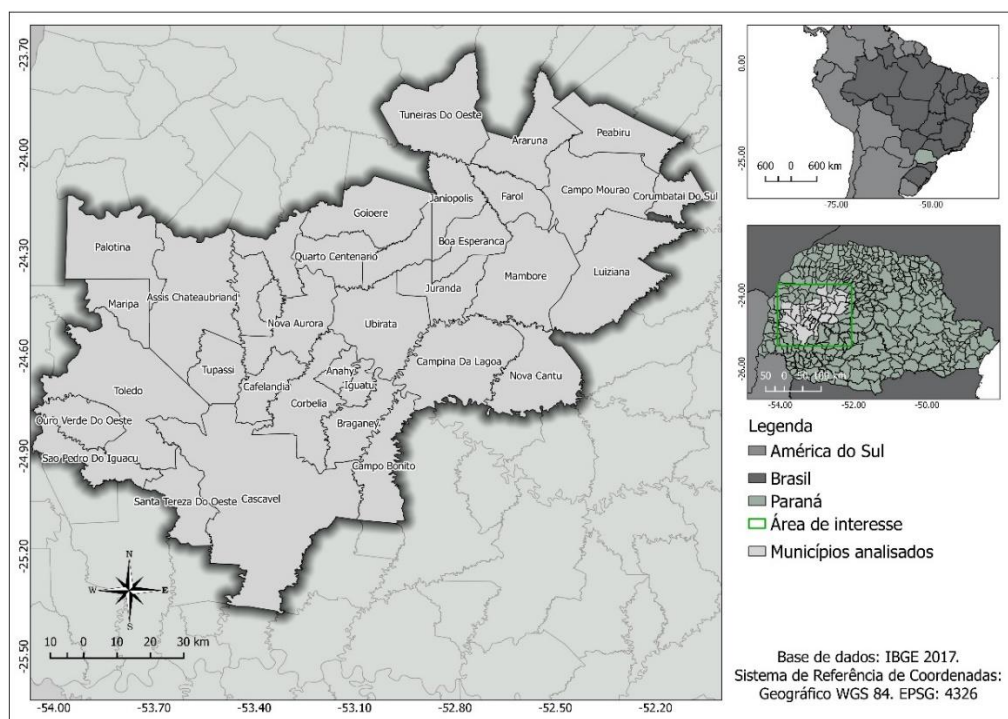 -23.70
-24.00
-24.30
-24.60
-24.90
-25.20
-25.50
-54.00
-53.70
-53.40
-53.10
-52.80
-52.50
-52.20
Tuneiras Do Oeste
Araruna
Peabiru
Janiopolis
Farol
Campo Mourao
Corumbatai Do Sul
Goioere
Palotina
Boa Esperanca
Quarto Centenario
Luiziana
Mambore
Juranda
Maripa
Assis Chateaubriand
Nova Aurora
Ubirata
Campina Da Lagoa
Nova Cantu
Tupassi
Anahy
Iguatu
Cafelandia
Toledo
Corbelia
Braganey
Ouro Verde Do Oeste
Sao Pedro Do Iguacu
Campo Bonito
Santa Tereza Do Oeste
Cascavel
N
W
E
S
10 0 10 20 30 km
0.00
-25.00
600 0 600 km
-75.00
-50.00
-24.00
-26.00
50 0 50 100 km
-54.00
-52.00
-50.00
Legenda
América do Sul
Brasil
Paraná
Área de interesse
Municípios analisados
Base de dados: IBGE 2017.
Sistema de Referência de Coordenadas:
Geográfico WGS 84. EPSG: 4326